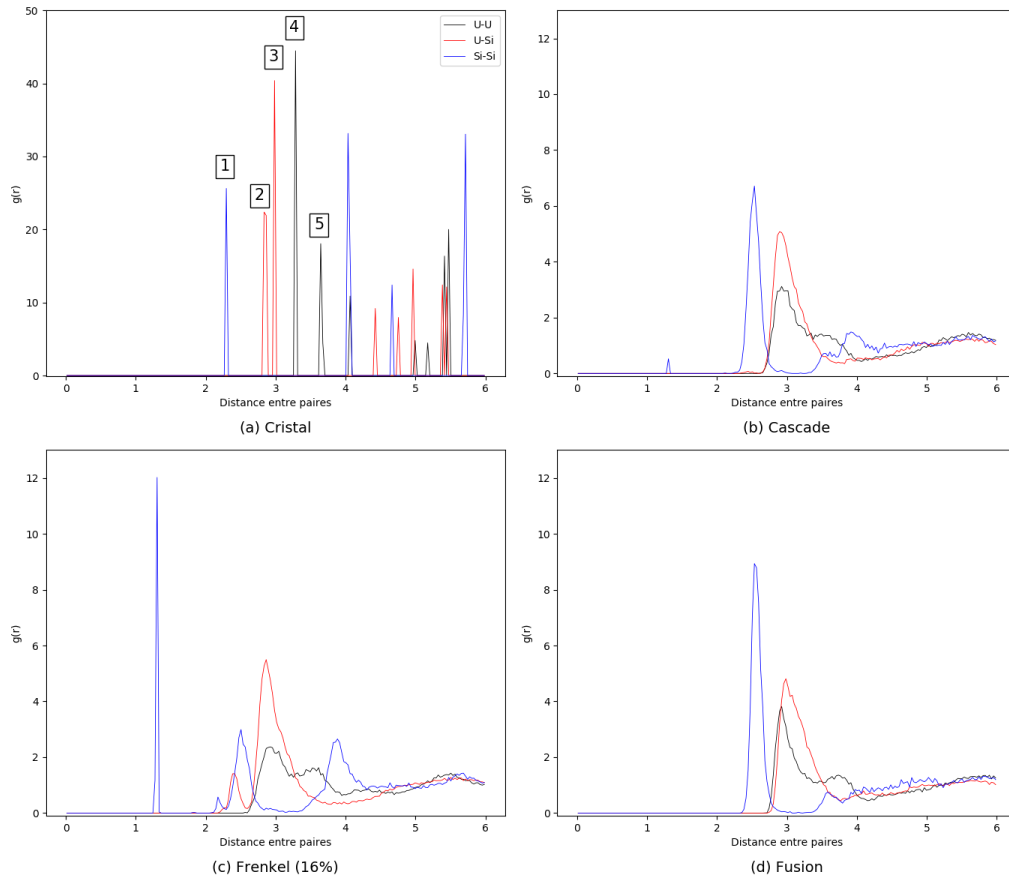 50
40
30
20
10
0
g(r)
1
2
3
4
5
U-U
U-Si
Si-Si
0 1 2 3 4 5 6
Distance entre paires
(a) Cristal
12
10
8
6
4
2
0
g(r)
0 1 2 3 4 5 6
Distance entre paires
(b) Cascade
12
10
8
6
4
2
0
g(r)
0 1 2 3 4 5 6
Distance entre paires
(c) Frenkel (16%)
12
10
8
6
4
2
0
g(r)
0 1 2 3 4 5 6
Distance entre paires
(d) Fusion